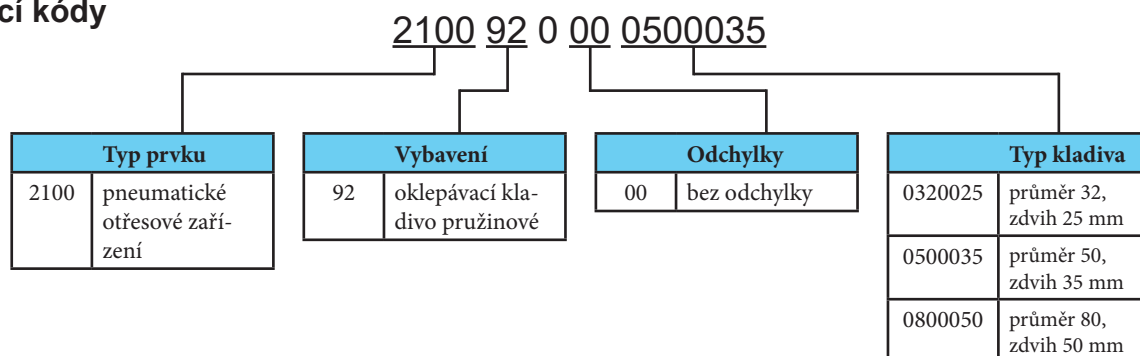 cí kódy
2100 92 0 00 0500035
Typ prvku
2100 pneumatické
otřesové zaří-
zení
Vybavení
92 oklepávací kla-
divo pružinové
Odchylky
00 bez odchylky
Typ kladiva
0320025 průměr 32,
zdvih 25 mm
0500035 průměr 50,
zdvih 35 mm
0800050 průměr 80,
zdvih 50 mm